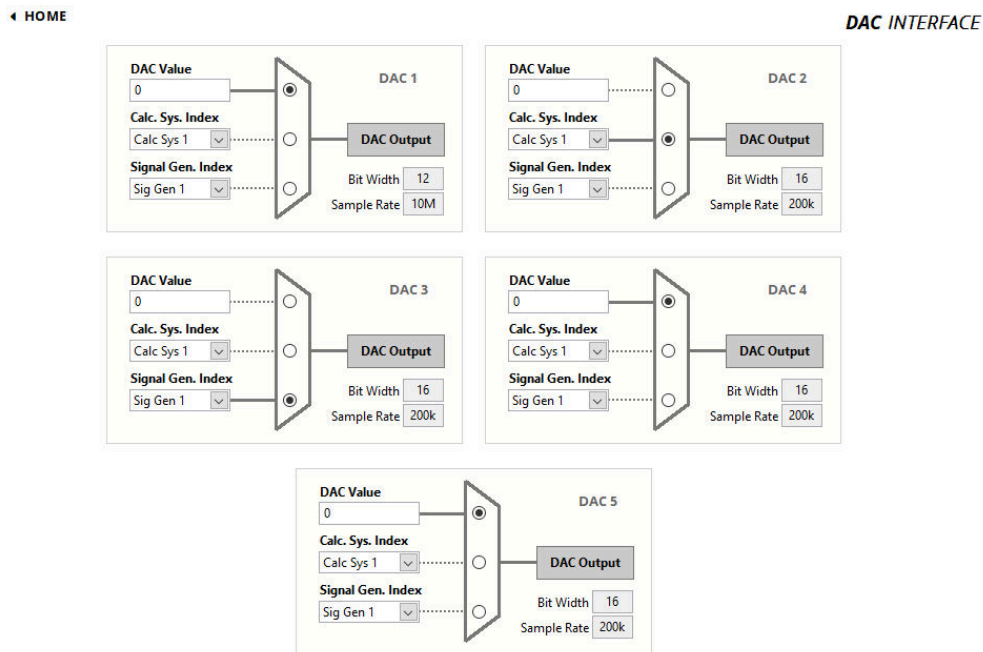 HOME
DAC INTERFACE
DAC Value
DAC 1
0
Calc. Sys. Index
Calc Sys 1
DAC Output
Signal Gen. Index
Sig Gen 1
Bit Width 12
Sample Rate 10M
DAC Value
DAC 2
0
Calc. Sys. Index
Calc Sys 1
DAC Output
Signal Gen. Index
Sig Gen 1
Bit Width 16
Sample Rate 200k
DAC Value
DAC 3
0
Calc. Sys. Index
Calc Sys 1
DAC Output
Signal Gen. Index
Sig Gen 1
Bit Width 16
Sample Rate 200k
DAC Value
DAC 4
0
Calc. Sys. Index
Calc Sys 1
DAC Output
Signal Gen. Index
Sig Gen 1
Bit Width 16
Sample Rate 200k
DAC Value
DAC 5
0
Calc. Sys. Index
Calc Sys 1
DAC Output
Signal Gen. Index
Sig Gen 1
Bit Width 16
Sample Rate 200k